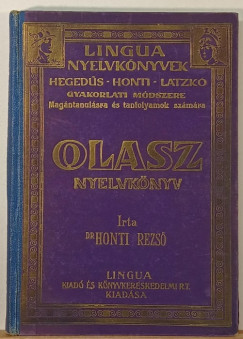 LINGUA
NYELVKÖNYVEK
HEGEDŰS - HONTI - LATZKÓ
GYAKORLATI MÓDSZERE
Magántanulásra és tanfolyamok számára
OLASZ
NYELVKÖNYV
Irta
DR HONTI REZSŐ
LINGUA
KIADÓ ÉS KÖNYVKERESKEDELMI R.T.
KIADÁSA